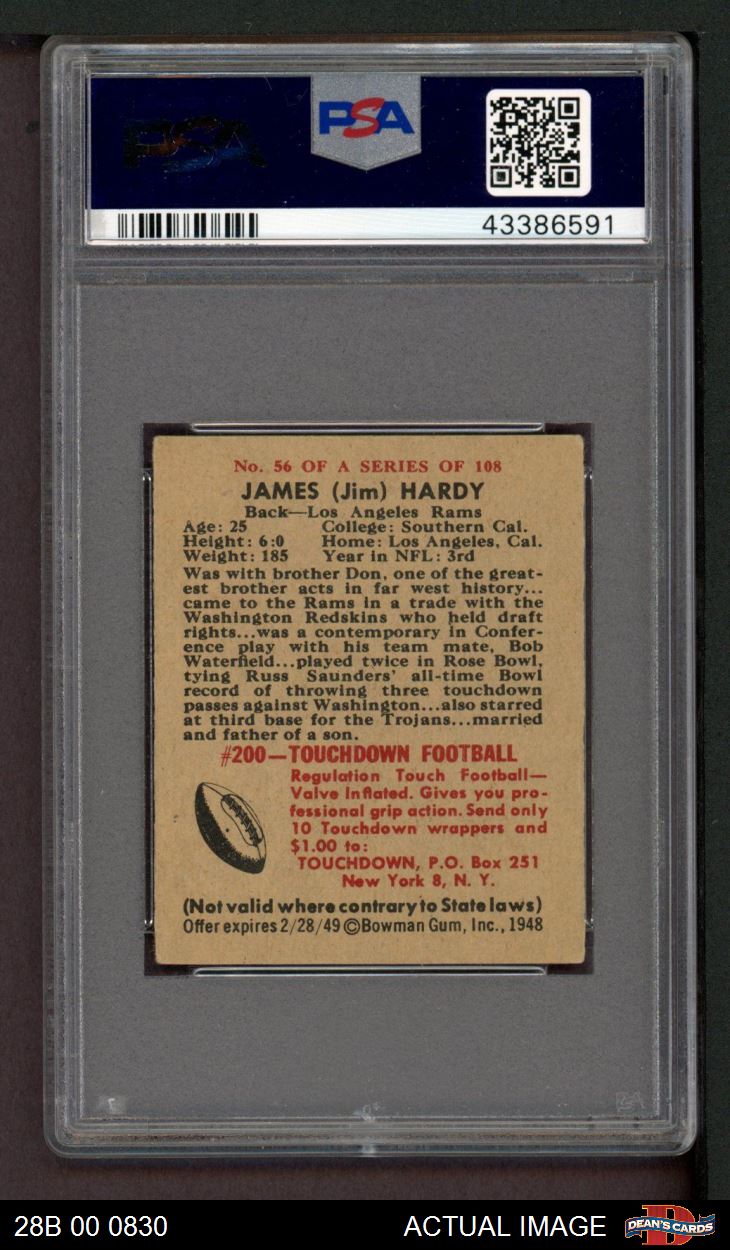 PSA
PSA
43386591
No. 56 OF A SERIES OF 108
JAMES (Jim) HARDY
Back—Los Angeles Rams
Age: 25 College: Southern Cal.
Height: 6:0 Home: Los Angeles, Cal.
Weight: 185 Year in NFL: 3rd
Was with brother Don, one of the great-
est brother acts in far west history...
came to the Rams in a trade with the
Washington Redskins who held draft
rights...was a contemporary in Confer-
ence play with his team mate, Bob
Waterfield...played twice in Rose Bowl,
tying Russ Saunders' all-time Bowl
record of throwing three touchdown
passes against Washington...also starred
at third base for the Trojans...married
and father of a son.
#200—TOUCHDOWN FOOTBALL
Regulation Touch Football—
Valve Inflated. Gives you pro-
fessional grip action. Send only
10 Touchdown wrappers and
$1.00 to:
TOUCHDOWN, P.O. Box 251
New York 8, N. Y.
(Not valid where contrary to State laws)
Offer expires 2/28/49 ©Bowman Gum, Inc., 1948
PSA
28B 00 0830
ACTUAL IMAGE
DEAN'S CARDS